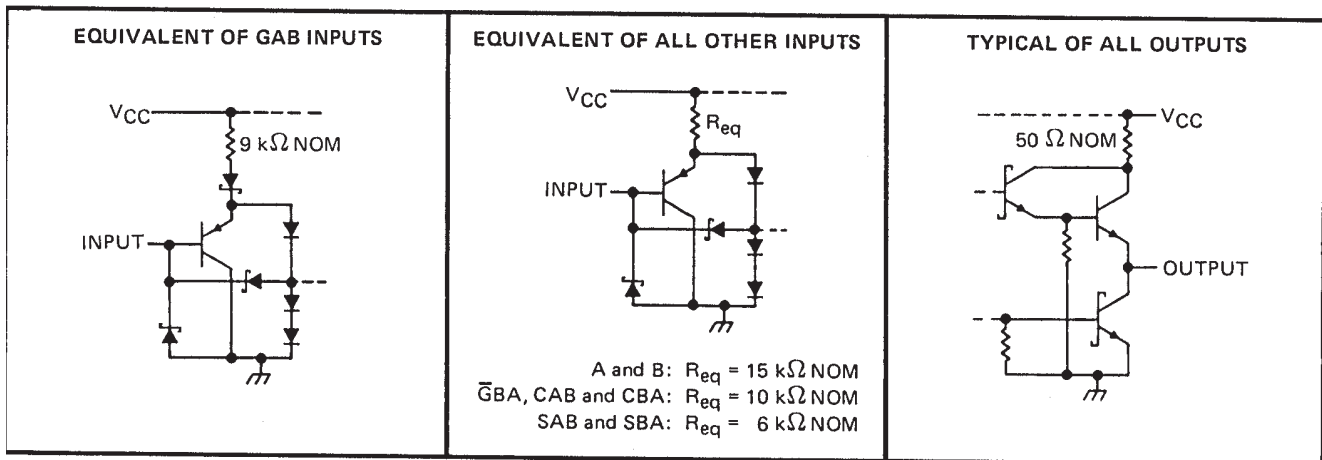 EQUIVALENT OF GAB INPUTS
VCC
9 kΩ NOM
INPUT
EQUIVALENT OF ALL OTHER INPUTS
VCC
Req
INPUT
A and B: Req = 15 kΩ NOM
G̅BA, CAB and CBA: Req = 10 kΩ NOM
SAB and SBA: Req = 6 kΩ NOM
TYPICAL OF ALL OUTPUTS
VCC
50 Ω NOM
OUTPUT